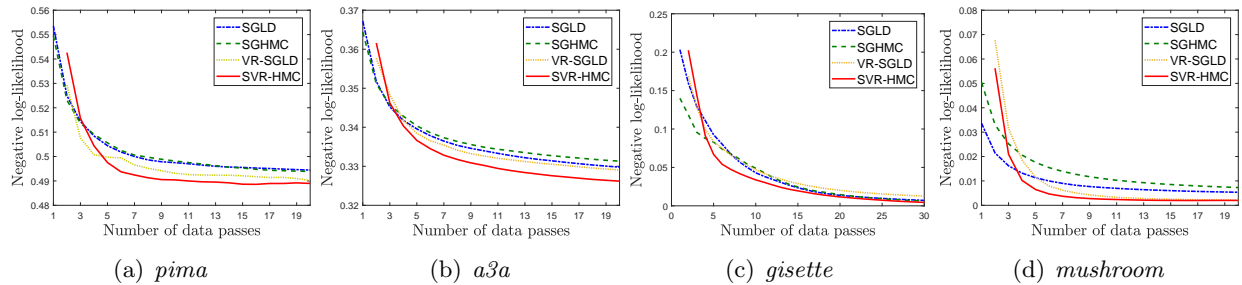 Negative log-likelihood
0.56
0.55
0.54
0.53
0.52
0.51
0.5
0.49
0.48
1 3 5 7 9 11 13 15 17 19
Number of data passes
SGLD
SGHMC
VR-SGLD
SVR-HMC
(a) pima
Negative log-likelihood
0.37
0.36
0.35
0.34
0.33
0.32
1 3 5 7 9 11 13 15 17 19
Number of data passes
SGLD
SGHMC
VR-SGLD
SVR-HMC
(b) a3a
Negative log-likelihood
0.25
0.2
0.15
0.1
0.05
0
0 5 10 15 20 25 30
Number of data passes
SGLD
SGHMC
VR-SGLD
SVR-HMC
(c) gisette
Negative log-likelihood
0.08
0.07
0.06
0.05
0.04
0.03
0.02
0.01
0
1 3 5 7 9 11 13 15 17 19
Number of data passes
SGLD
SGHMC
VR-SGLD
SVR-HMC
(d) mushroom